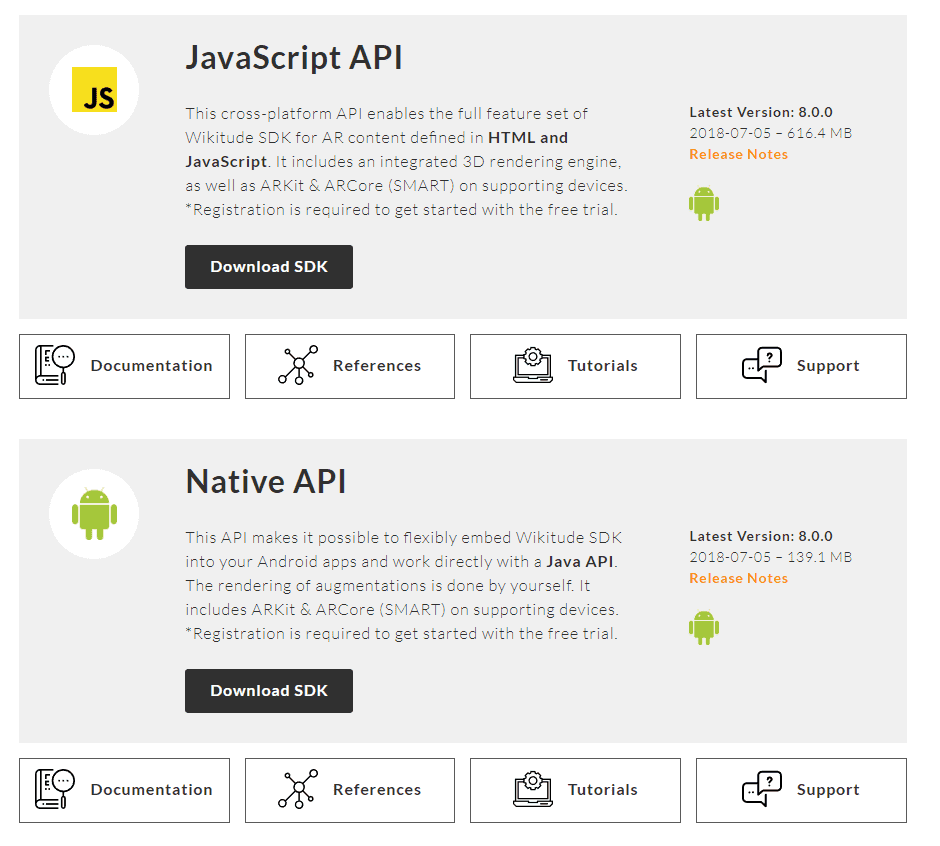 JavaScript API
JS
This cross-platform API enables the full feature set of
Wikitude SDK for AR content defined in HTML and
JavaScript. It includes an integrated 3D rendering engine,
as well as ARKit & ARCore (SMART) on supporting devices.
*Registration is required to get started with the free trial.
Latest Version: 8.0.0
2018-07-05 – 616.4 MB
Release Notes
Download SDK
Documentation
References
Tutorials
Support
Native API
This API makes it possible to flexibly embed Wikitude SDK
into your Android apps and work directly with a Java API.
The rendering of augmentations is done by yourself. It
includes ARKit & ARCore (SMART) on supporting devices.
*Registration is required to get started with the free trial.
Latest Version: 8.0.0
2018-07-05 – 139.1 MB
Release Notes
Download SDK
Documentation
References
Tutorials
Support